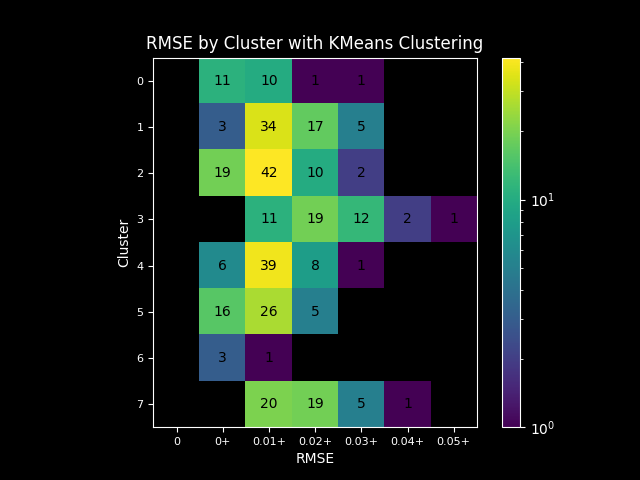 RMSE by Cluster with KMeans Clustering
0 11 10 1 1
1 3 34 17 5
2 19 42 10 2
3 11 19 12 2 1
4 6 39 8 1
5 16 26 5
6 3 1
7 20 19 5 1
0 0+ 0.01+ 0.02+ 0.03+ 0.04+ 0.05+
RMSE
Cluster
10¹
10⁰